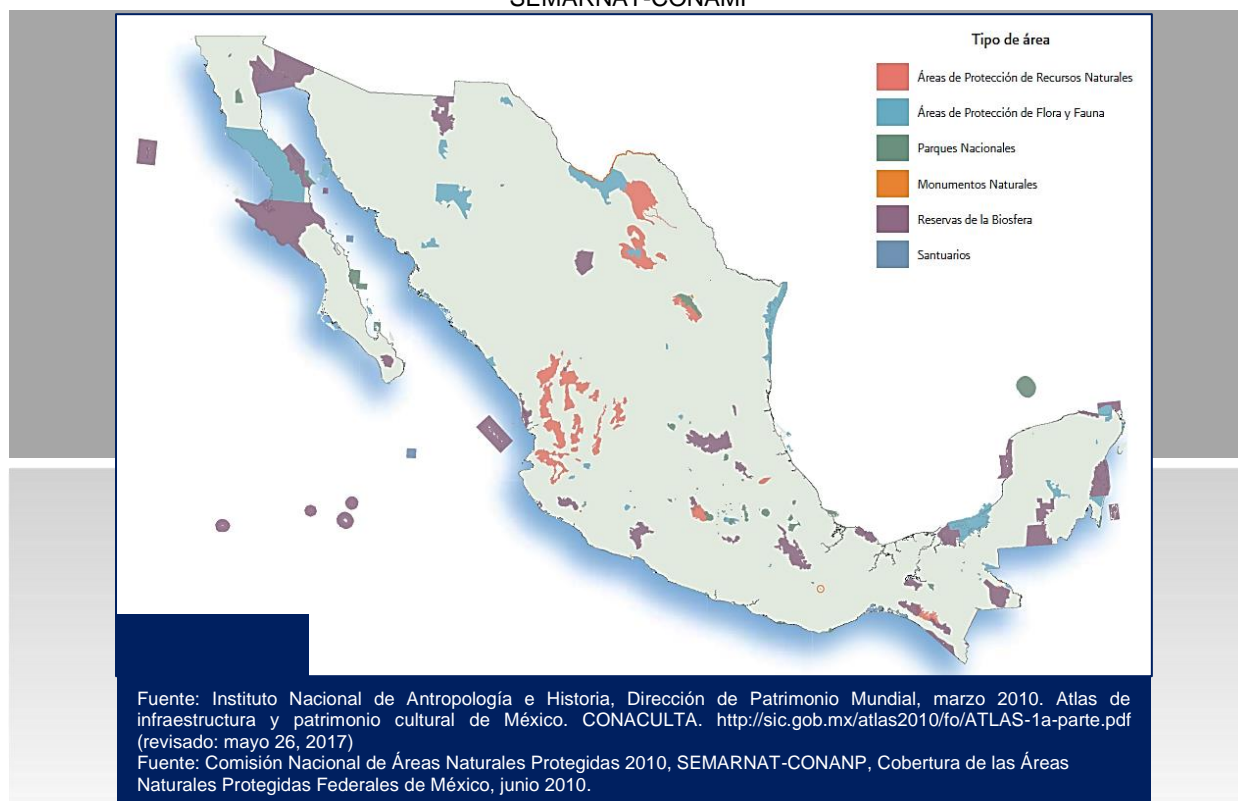 SEMARNAT-CONAMP
Tipo de área
Áreas de Protección de Recursos Naturales
Áreas de Protección de Flora y Fauna
Parques Nacionales
Monumentos Naturales
Reservas de la Biosfera
Santuarios
Fuente: Instituto Nacional de Antropología e Historia, Dirección de Patrimonio Mundial, marzo 2010. Atlas de
infraestructura y patrimonio cultural de México. CONACULTA. http://sic.gob.mx/atlas2010/fo/ATLAS-1a-parte.pdf
(revisado: mayo 26, 2017)
Fuente: Comisión Nacional de Áreas Naturales Protegidas 2010, SEMARNAT-CONANP, Cobertura de las Áreas
Naturales Protegidas Federales de México, junio 2010.